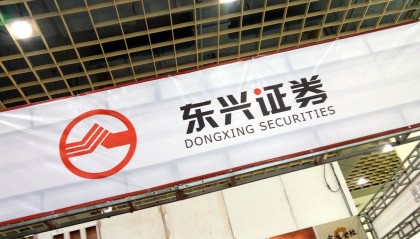 东兴证券
DONGXING SECURITIES